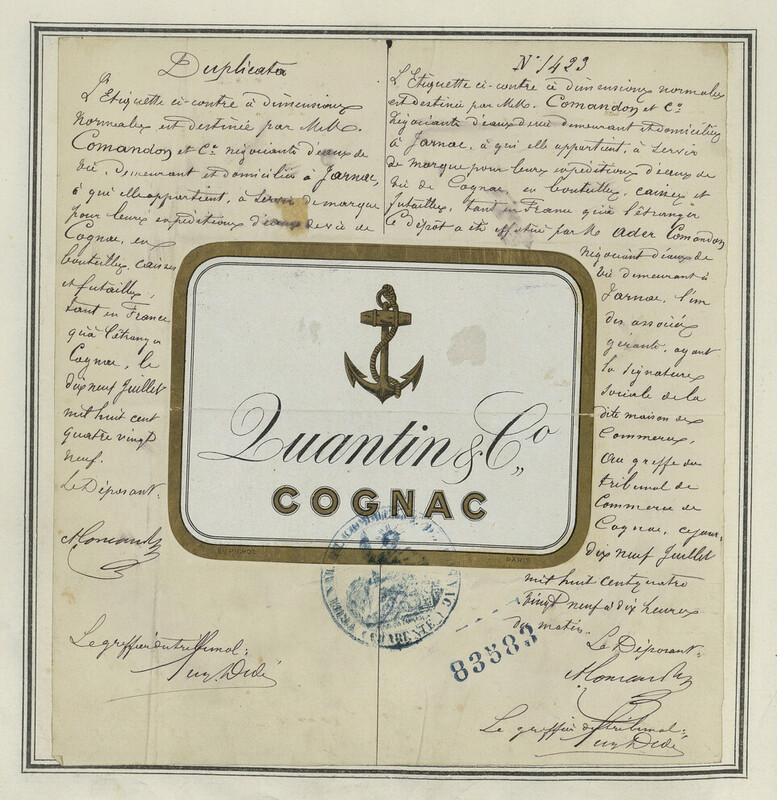 Duplicata
L'Etiquette ci-contre à dimensions
normales est destinée par MM.
Comandon et Cie négociants d'eaux de
vie, demeurant et domiciliés à Jarnac,
à qui elle appartient, à servir de marque
pour leurs expéditions d'eaux de vie de
Cognac, en
bouteilles, caisses
et futailles,
tant en France
qu'à l'étranger
Cognac, le
dix neuf Juillet
mil huit cent
quatre vingt
neuf.
Le Déposant:
Le greffier du tribunal:
No 1423
L'Etiquette ci-contre à dimensions normales
est destinée par MM. Comandon et Cie
négociants d'eaux de vie demeurant et domiciliés
à Jarnac, à qui elle appartient, à servir
de marque pour leurs expéditions d'eaux de
vie de Cognac, en bouteilles, caisses et
futailles, tant en France qu'à l'étranger
Ce dépôt a été effectué par M. Ader Comandon
négociant d'eaux de
vie demeurant à
Jarnac, l'un
des associés
gérants, ayant
la signature
sociale de la
dite maison de
Commerce,
au greffe du
tribunal de
Commerce de
Cognac, ce jour
dix neuf Juillet
mil huit cent quatre
vingt neuf à dix heures
du matin.
Le Déposant:
Le greffier du tribunal:
Quantin & Co
COGNAC
PARIS
(CHARENTE)
83583